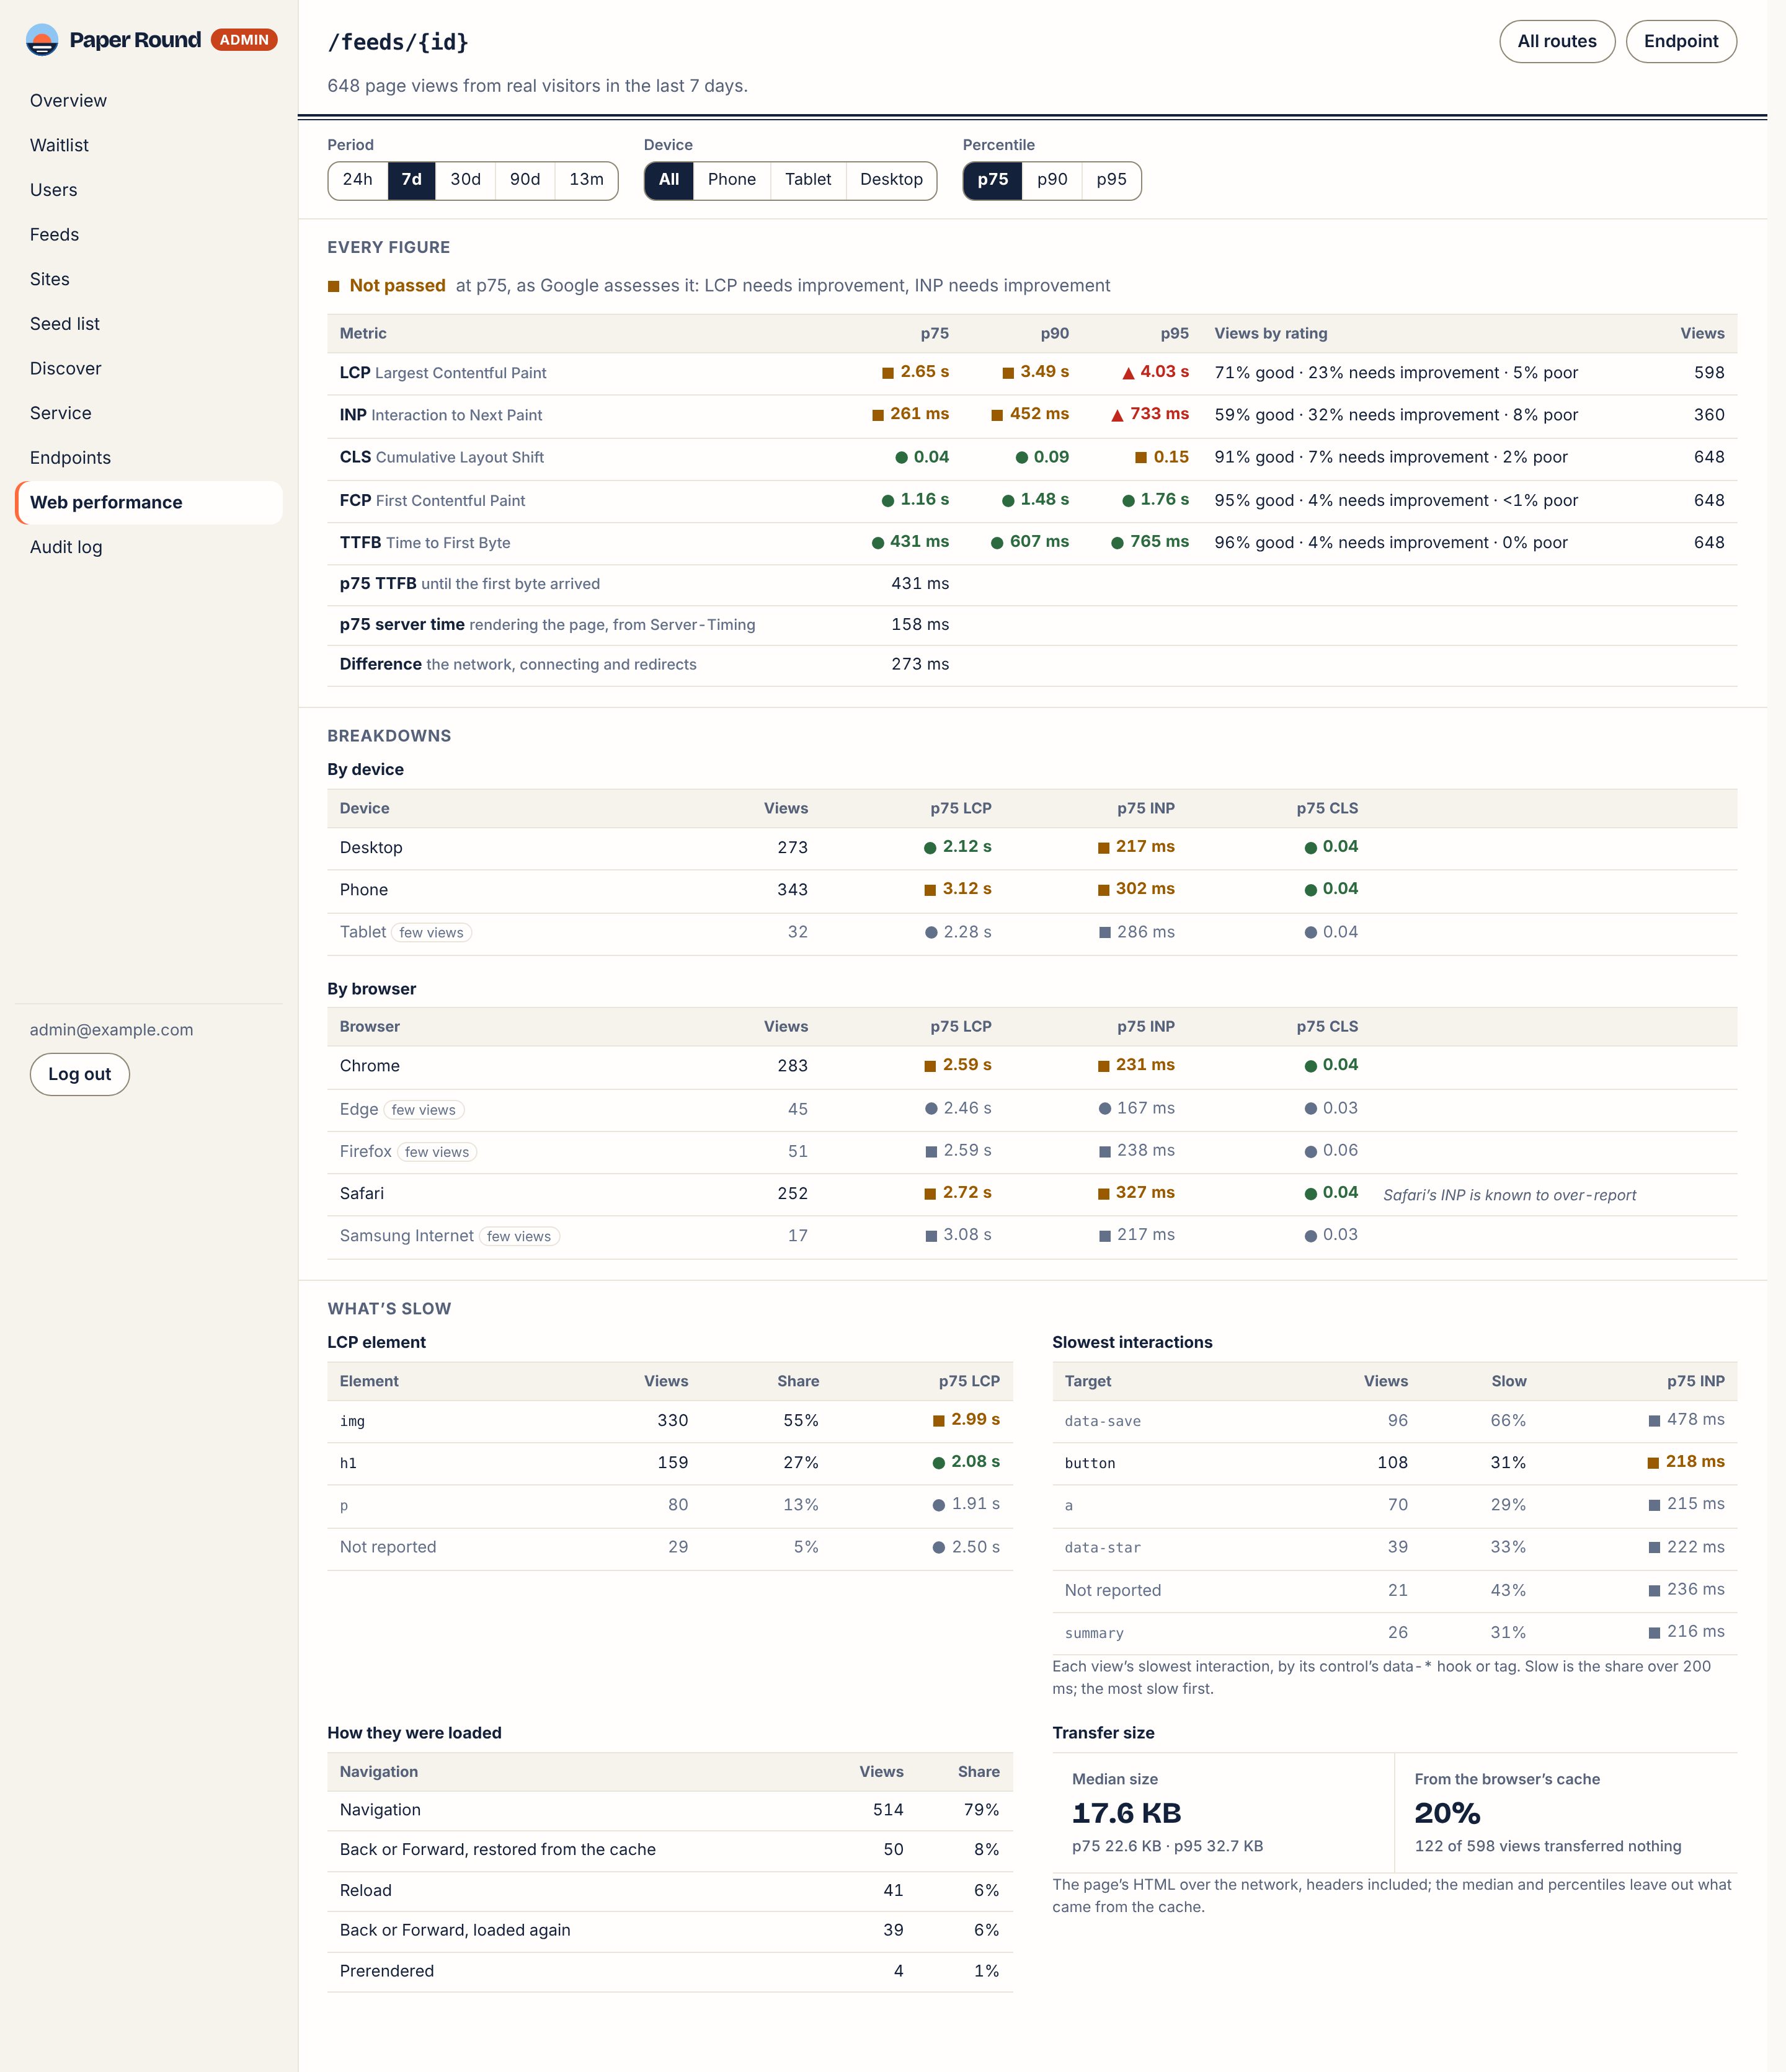 Paper Round ADMIN
Overview
Waitlist
Users
Feeds
Sites
Seed list
Discover
Service
Endpoints
Web performance
Audit log
admin@example.com
Log out
/feeds/{id}
All routes
Endpoint
648 page views from real visitors in the last 7 days.
Period
24h 7d 30d 90d 13m
Device
All Phone Tablet Desktop
Percentile
p75 p90 p95
EVERY FIGURE
Not passed at p75, as Google assesses it: LCP needs improvement, INP needs improvement
Metric p75 p90 p95 Views by rating Views
LCP Largest Contentful Paint 2.65 s 3.49 s 4.03 s 71% good · 23% needs improvement · 5% poor 598
INP Interaction to Next Paint 261 ms 452 ms 733 ms 59% good · 32% needs improvement · 8% poor 360
CLS Cumulative Layout Shift 0.04 0.09 0.15 91% good · 7% needs improvement · 2% poor 648
FCP First Contentful Paint 1.16 s 1.48 s 1.76 s 95% good · 4% needs improvement · <1% poor 648
TTFB Time to First Byte 431 ms 607 ms 765 ms 96% good · 4% needs improvement · 0% poor 648
p75 TTFB until the first byte arrived 431 ms
p75 server time rendering the page, from Server-Timing 158 ms
Difference the network, connecting and redirects 273 ms
BREAKDOWNS
By device
Device Views p75 LCP p75 INP p75 CLS
Desktop 273 2.12 s 217 ms 0.04
Phone 343 3.12 s 302 ms 0.04
Tablet few views 32 2.28 s 286 ms 0.04
By browser
Browser Views p75 LCP p75 INP p75 CLS
Chrome 283 2.59 s 231 ms 0.04
Edge few views 45 2.46 s 167 ms 0.03
Firefox few views 51 2.59 s 238 ms 0.06
Safari 252 2.72 s 327 ms 0.04 Safari’s INP is known to over-report
Samsung Internet few views 17 3.08 s 217 ms 0.03
WHAT’S SLOW
LCP element
Element Views Share p75 LCP
img 330 55% 2.99 s
h1 159 27% 2.08 s
p 80 13% 1.91 s
Not reported 29 5% 2.50 s
Slowest interactions
Target Views Slow p75 INP
data-save 96 66% 478 ms
button 108 31% 218 ms
a 70 29% 215 ms
data-star 39 33% 222 ms
Not reported 21 43% 236 ms
summary 26 31% 216 ms
Each view’s slowest interaction, by its control’s data-* hook or tag. Slow is the share over 200
ms; the most slow first.
How they were loaded
Navigation Views Share
Navigation 514 79%
Back or Forward, restored from the cache 50 8%
Reload 41 6%
Back or Forward, loaded again 39 6%
Prerendered 4 1%
Transfer size
Median size
17.6 KB
p75 22.6 KB · p95 32.7 KB
From the browser’s cache
20%
122 of 598 views transferred nothing
The page’s HTML over the network, headers included; the median and percentiles leave out what
came from the cache.